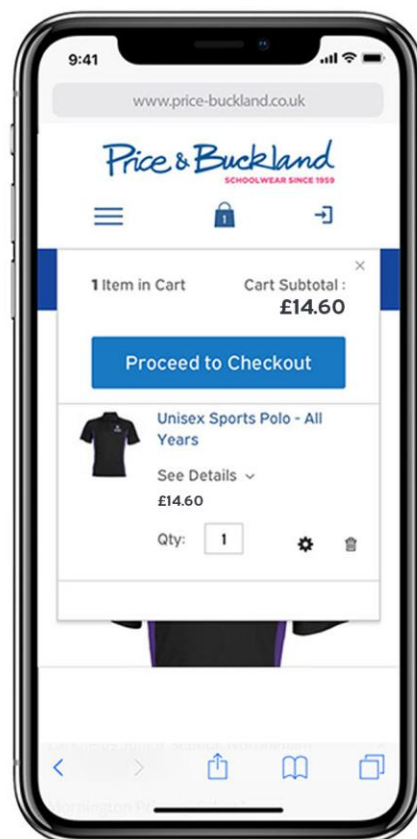 9:41
www.price-buckland.co.uk
Price & Buckland
SCHOOLWEAR SINCE 1959
1
1 Item in Cart
Cart Subtotal :
£14.60
Proceed to Checkout
Unisex Sports Polo - All
Years
See Details
£14.60
Qty: 1